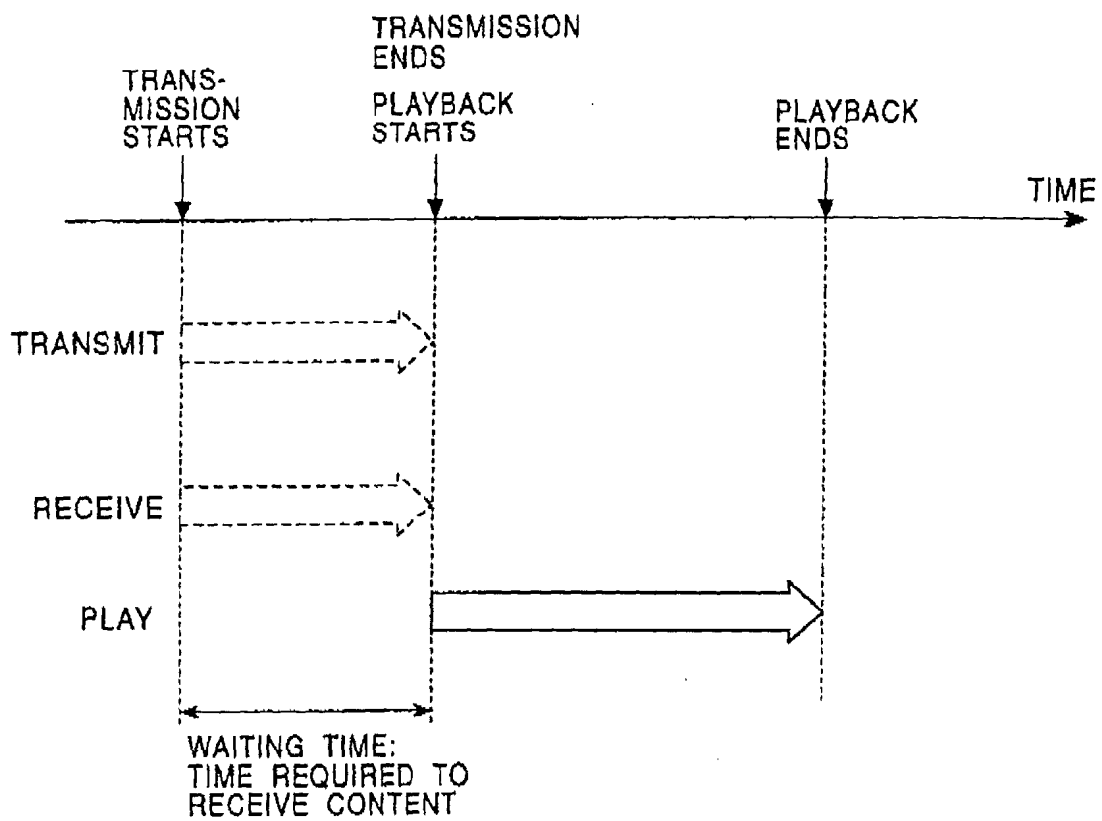 TRANS-
MISSION
STARTS
TRANSMISSION
ENDS
PLAYBACK
STARTS
PLAYBACK
ENDS
TIME
TRANSMIT
RECEIVE
PLAY
WAITING TIME:
TIME REQUIRED TO
RECEIVE CONTENT